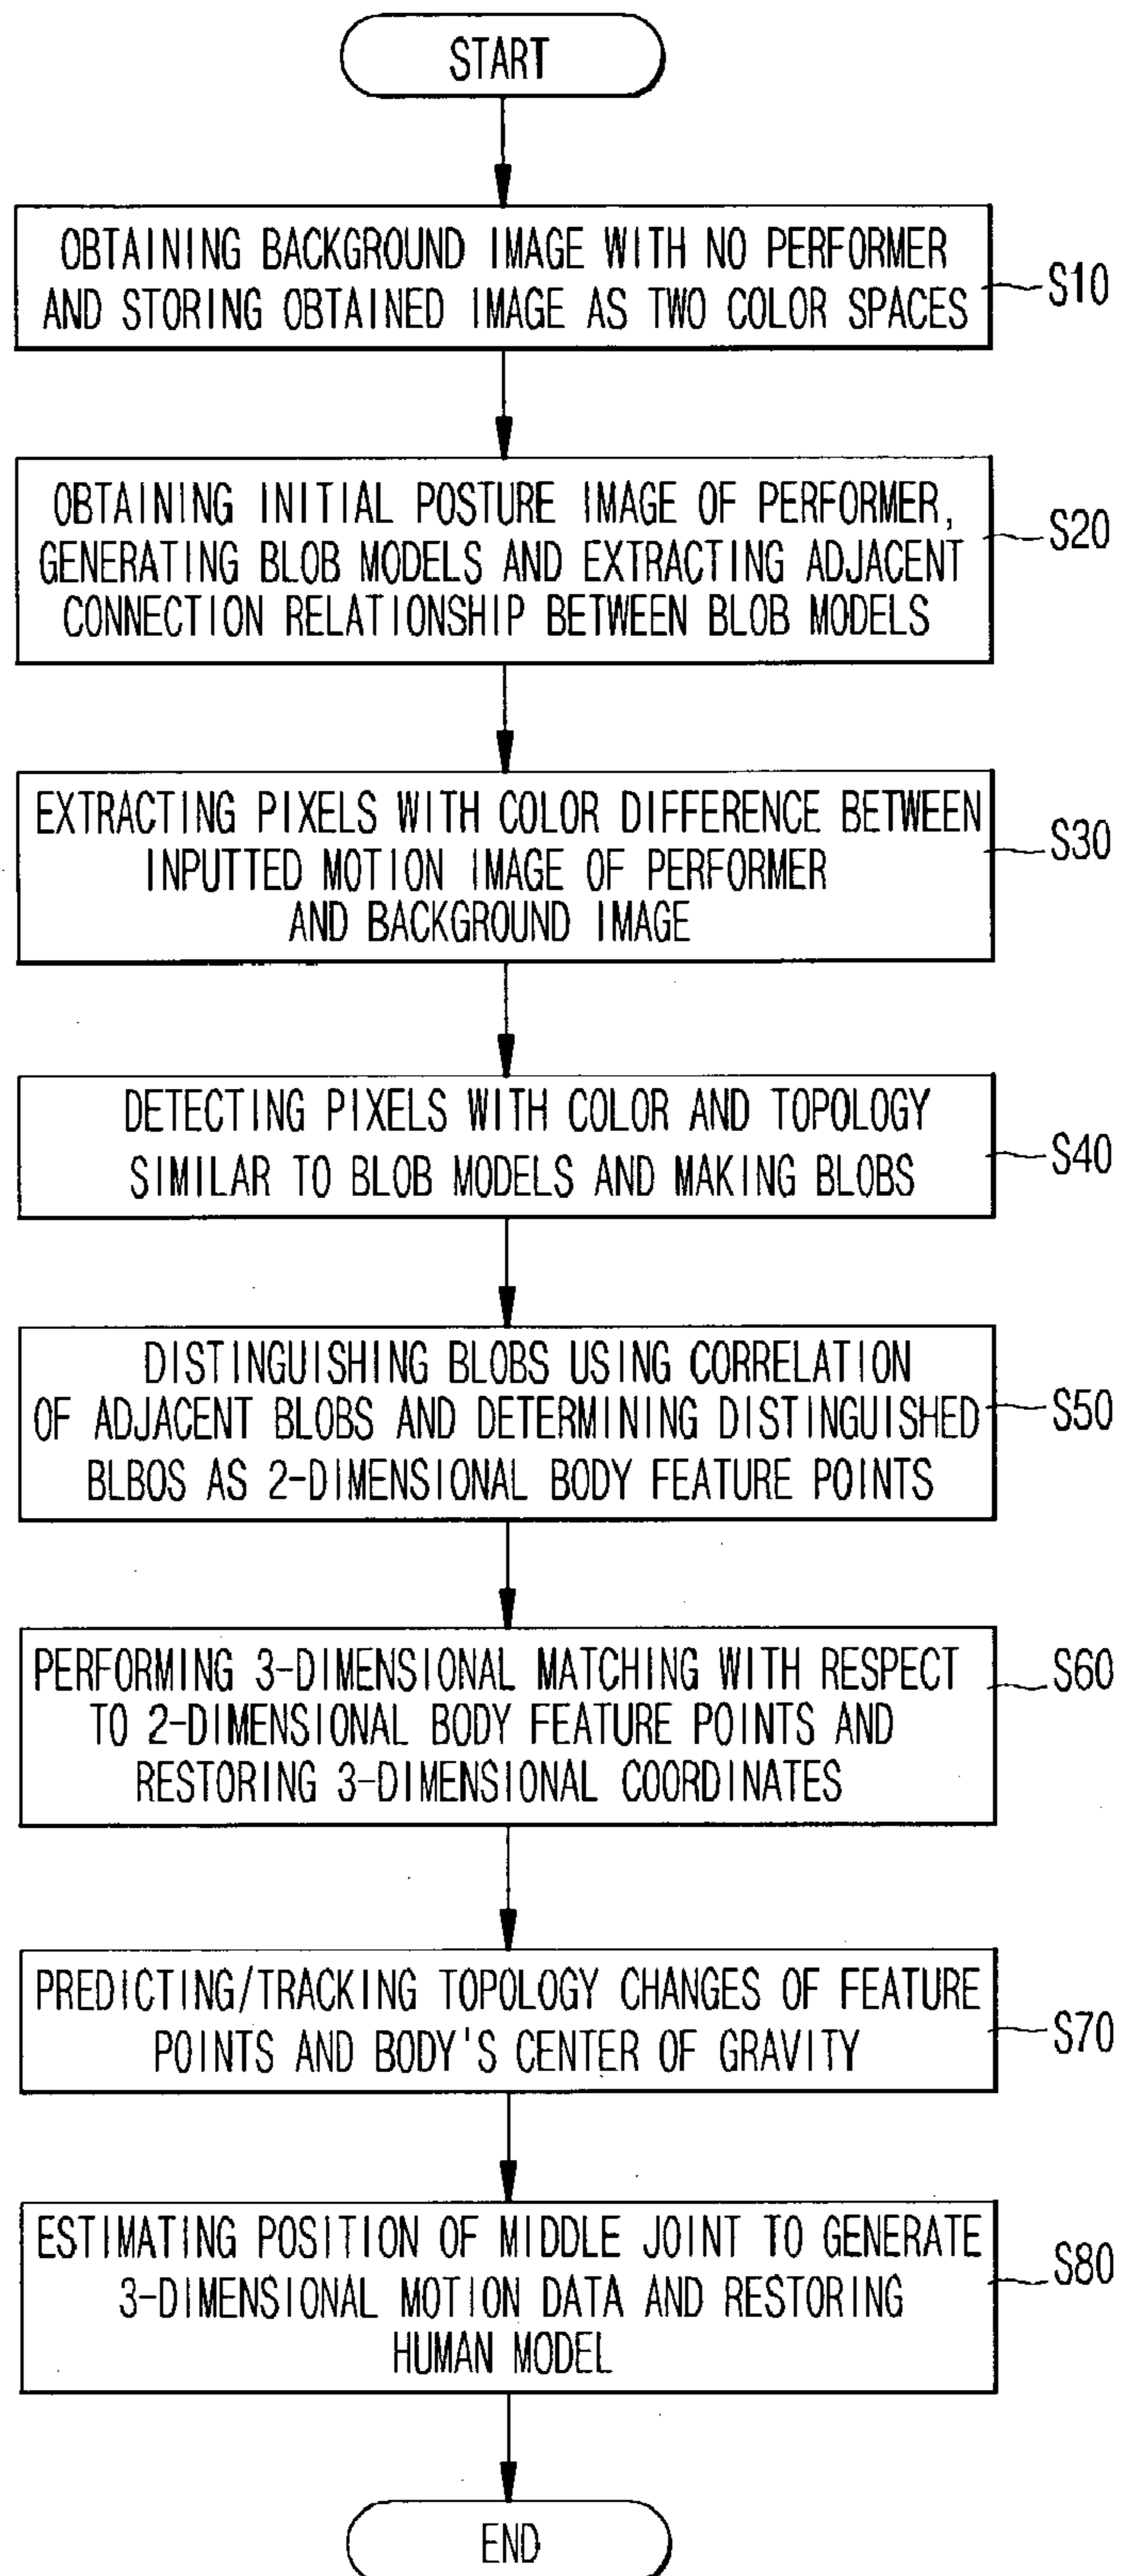 START
OBTAINING BACKGROUND IMAGE WITH NO PERFORMER
AND STORING OBTAINED IMAGE AS TWO COLOR SPACES
S10
OBTAINING INITIAL POSTURE IMAGE OF PERFORMER,
GENERATING BLOB MODELS AND EXTRACTING ADJACENT
CONNECTION RELATIONSHIP BETWEEN BLOB MODELS
S20
EXTRACTING PIXELS WITH COLOR DIFFERENCE BETWEEN
INPUTTED MOTION IMAGE OF PERFORMER
AND BACKGROUND IMAGE
S30
DETECTING PIXELS WITH COLOR AND TOPOLOGY
SIMILAR TO BLOB MODELS AND MAKING BLOBS
S40
DISTINGUISHING BLOBS USING CORRELATION
OF ADJACENT BLOBS AND DETERMINING DISTINGUISHED
BLBOS AS 2-DIMENSIONAL BODY FEATURE POINTS
S50
PERFORMING 3-DIMENSIONAL MATCHING WITH RESPECT
TO 2-DIMENSIONAL BODY FEATURE POINTS AND
RESTORING 3-DIMENSIONAL COORDINATES
S60
PREDICTING/TRACKING TOPOLOGY CHANGES OF FEATURE
POINTS AND BODY'S CENTER OF GRAVITY
S70
ESTIMATING POSITION OF MIDDLE JOINT TO GENERATE
3-DIMENSIONAL MOTION DATA AND RESTORING
HUMAN MODEL
S80
END